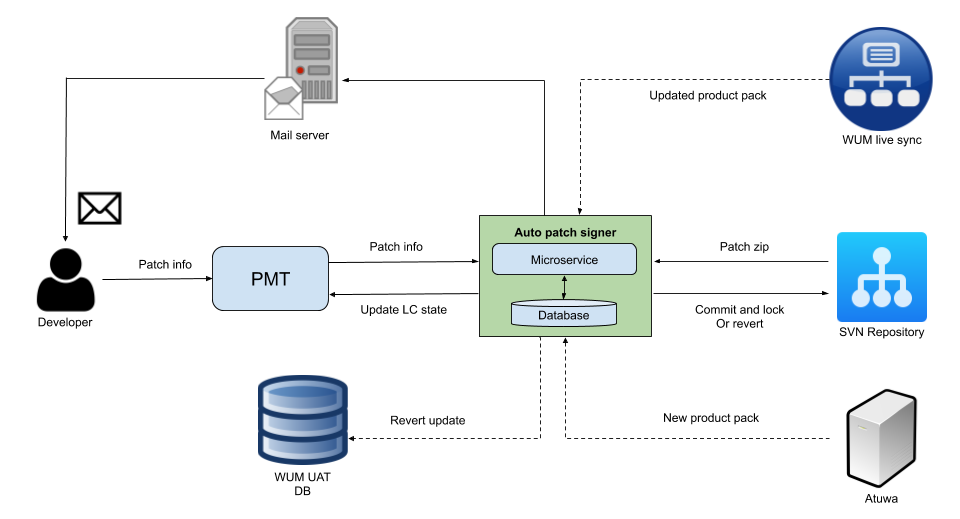 Mail server
Updated product pack
WUM live sync
Auto patch signer
Microservice
Database
Patch info
Developer
PMT
Patch info
Update LC state
Patch zip
Commit and lock
Or revert
SVN Repository
Revert update
WUM UAT
DB
New product pack
Atuwa